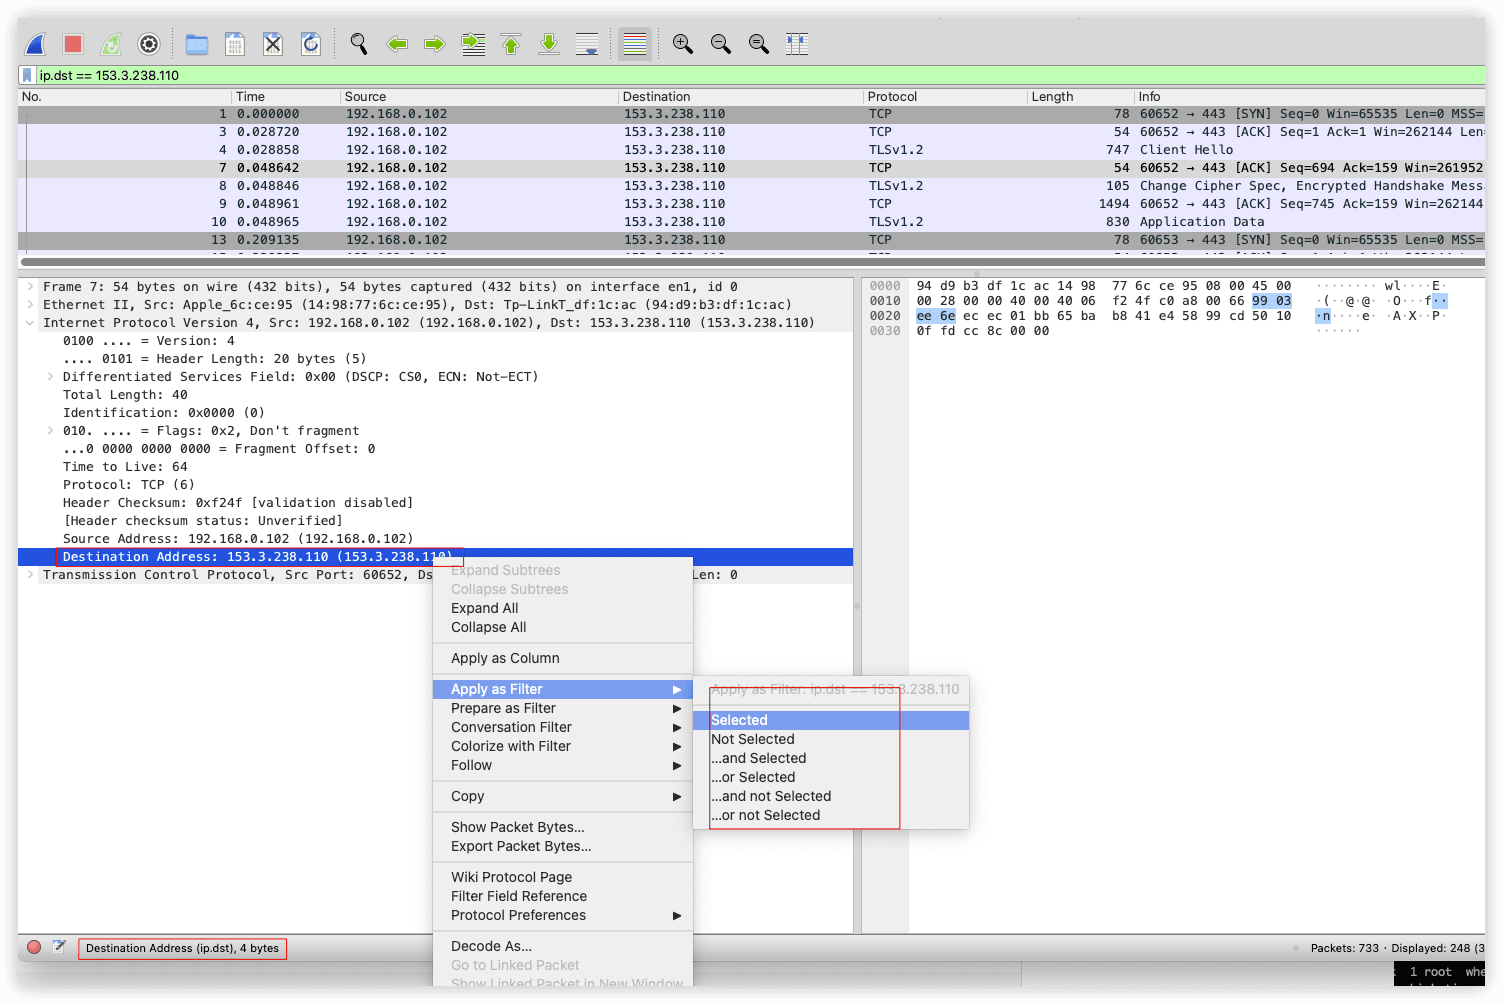 ip.dst == 153.3.238.110
No. Time Source Destination Protocol Length Info
1 0.000000 192.168.0.102 153.3.238.110 TCP 78 60652 → 443 [SYN] Seq=0 Win=65535 Len=0 MSS=
3 0.028720 192.168.0.102 153.3.238.110 TCP 54 60652 → 443 [ACK] Seq=1 Ack=1 Win=262144 Len=
4 0.028858 192.168.0.102 153.3.238.110 TLSv1.2 747 Client Hello
7 0.048642 192.168.0.102 153.3.238.110 TCP 54 60652 → 443 [ACK] Seq=694 Ack=159 Win=261952
8 0.048846 192.168.0.102 153.3.238.110 TLSv1.2 105 Change Cipher Spec, Encrypted Handshake Mess
9 0.048961 192.168.0.102 153.3.238.110 TCP 1494 60652 → 443 [ACK] Seq=745 Ack=159 Win=262144
10 0.048965 192.168.0.102 153.3.238.110 TLSv1.2 830 Application Data
13 0.209135 192.168.0.102 153.3.238.110 TCP 78 60653 → 443 [SYN] Seq=0 Win=65535 Len=0 MSS=
Frame 7: 54 bytes on wire (432 bits), 54 bytes captured (432 bits) on interface en1, id 0
Ethernet II, Src: Apple_6c:ce:95 (14:98:77:6c:ce:95), Dst: Tp-LinkT_df:1c:ac (94:d9:b3:df:1c:ac)
Internet Protocol Version 4, Src: 192.168.0.102 (192.168.0.102), Dst: 153.3.238.110 (153.3.238.110)
0100 .... = Version: 4
.... 0101 = Header Length: 20 bytes (5)
Differentiated Services Field: 0x00 (DSCP: CS0, ECN: Not-ECT)
Total Length: 40
Identification: 0x0000 (0)
010. .... = Flags: 0x2, Don't fragment
...0 0000 0000 0000 = Fragment Offset: 0
Time to Live: 64
Protocol: TCP (6)
Header Checksum: 0xf24f [validation disabled]
[Header checksum status: Unverified]
Source Address: 192.168.0.102 (192.168.0.102)
Destination Address: 153.3.238.110 (153.3.238.110)
Transmission Control Protocol, Src Port: 60652, Ds Len: 0
0000 94 d9 b3 df 1c ac 14 98 77 6c ce 95 08 00 45 00 ········ wl····E·
0010 00 28 00 00 40 00 40 06 f2 4f c0 a8 00 66 99 03 ·(··@·@· ·O···f··
0020 ee 6e ec ec 01 bb 65 ba b8 41 e4 58 99 cd 50 10 ·n····e· ·A·X··P·
0030 0f fd cc 8c 00 00 ······
Expand Subtrees
Collapse Subtrees
Expand All
Collapse All
Apply as Column
Apply as Filter
Prepare as Filter
Conversation Filter
Colorize with Filter
Follow
Copy
Show Packet Bytes...
Export Packet Bytes...
Wiki Protocol Page
Filter Field Reference
Protocol Preferences
Decode As...
Go to Linked Packet
Show Linked Packet in New Window
Apply as Filter: ip.dst == 153.3.238.110
Selected
Not Selected
...and Selected
...or Selected
...and not Selected
...or not Selected
Destination Address (ip.dst), 4 bytes
Packets: 733 · Displayed: 248 (3
1 root whe